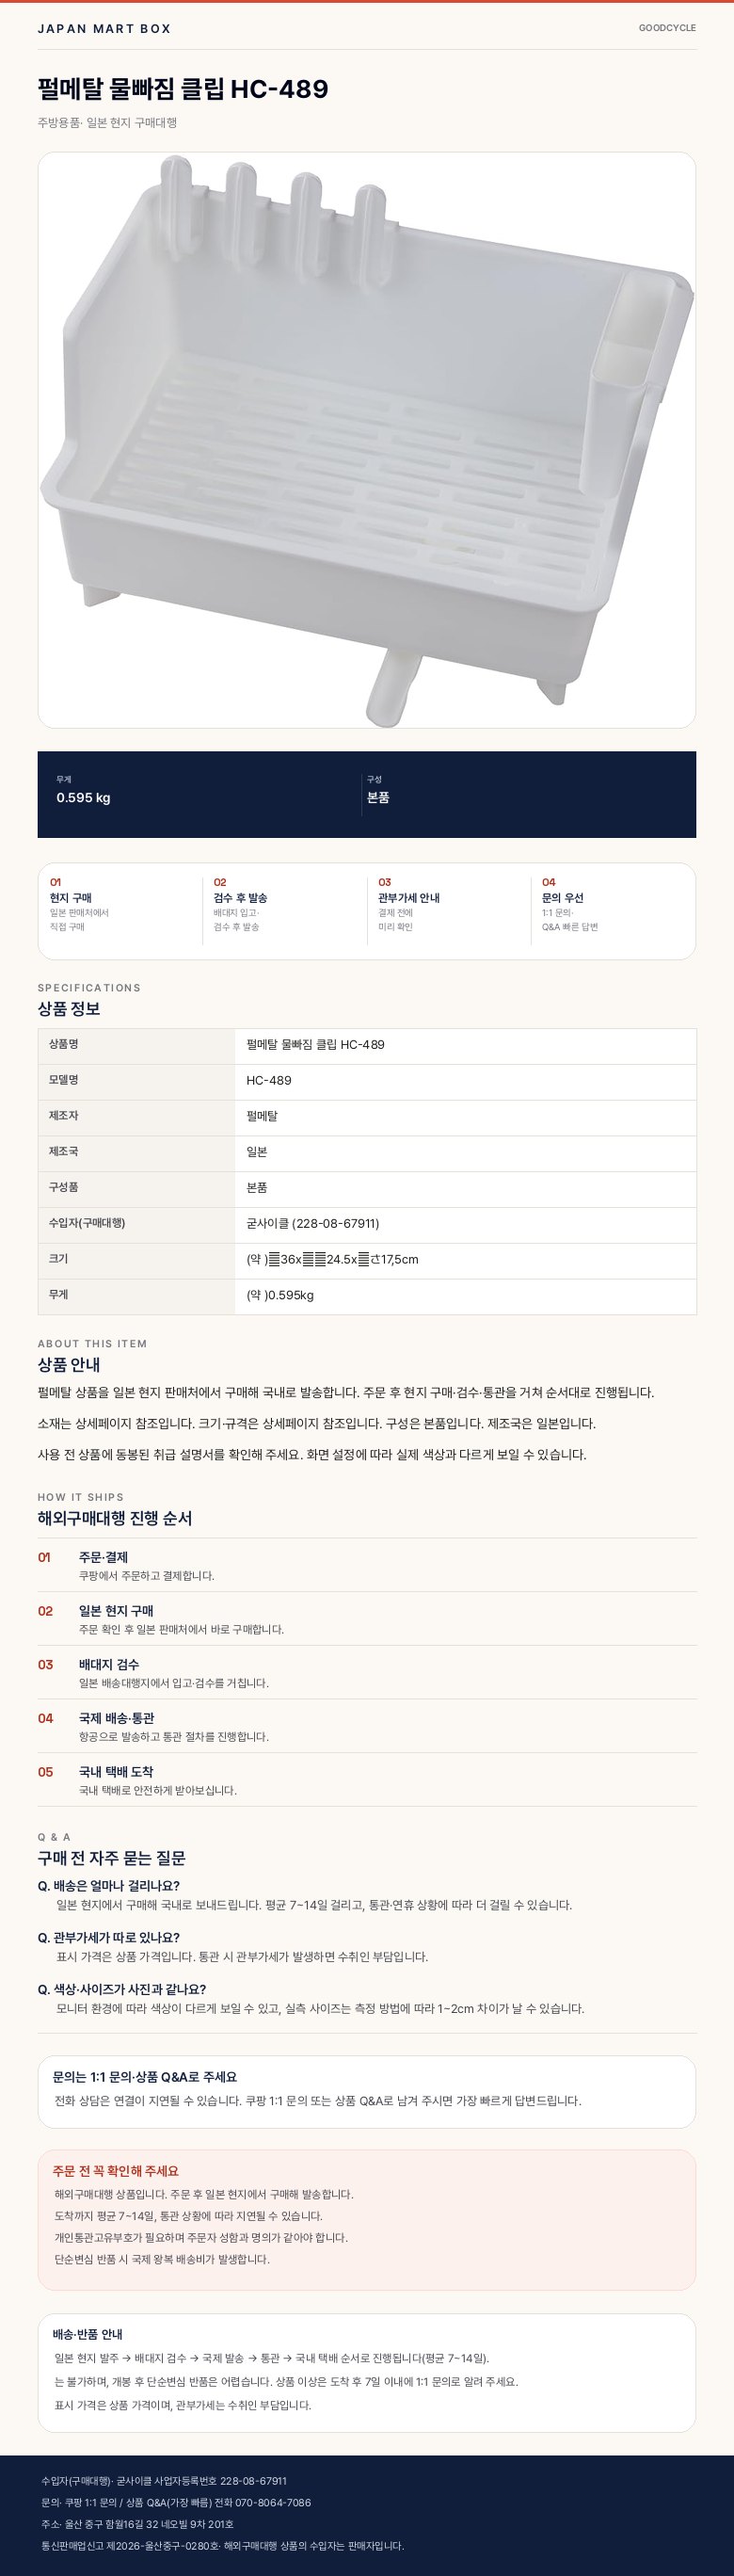 JAPAN MART BOX
GOODCYCLE
펄메탈 물빠짐 클립 HC-489
주방용품· 일본 현지 구매대행
무게
0.595 kg
구성
본품
01
현지 구매
일본 판매처에서
직접 구매
02
검수 후 발송
배대지 입고·
검수 후 발송
03
관부가세 안내
결제 전에
미리 확인
04
문의 우선
1:1 문의·
Q&A 빠른 답변
SPECIFICATIONS
상품 정보
상품명 펄메탈 물빠짐 클립 HC-489
모델명 HC-489
제조자 펄메탈
제조국 일본
구성품 본품
수입자(구매대행) 굳사이클 (228-08-67911)
크기 (약 )36x24.5xさ17,5cm
무게 (약 )0.595kg
ABOUT THIS ITEM
상품 안내
펄메탈 상품을 일본 현지 판매처에서 구매해 국내로 발송합니다. 주문 후 현지 구매·검수·통관을 거쳐 순서대로 진행됩니다.
소재는 상세페이지 참조입니다. 크기·규격은 상세페이지 참조입니다. 구성은 본품입니다. 제조국은 일본입니다.
사용 전 상품에 동봉된 취급 설명서를 확인해 주세요. 화면 설정에 따라 실제 색상과 다르게 보일 수 있습니다.
HOW IT SHIPS
해외구매대행 진행 순서
01 주문·결제
쿠팡에서 주문하고 결제합니다.
02 일본 현지 구매
주문 확인 후 일본 판매처에서 바로 구매합니다.
03 배대지 검수
일본 배송대행지에서 입고·검수를 거칩니다.
04 국제 배송·통관
항공으로 발송하고 통관 절차를 진행합니다.
05 국내 택배 도착
국내 택배로 안전하게 받아보십니다.
Q & A
구매 전 자주 묻는 질문
Q. 배송은 얼마나 걸리나요?
일본 현지에서 구매해 국내로 보내드립니다. 평균 7~14일 걸리고, 통관·연휴 상황에 따라 더 걸릴 수 있습니다.
Q. 관부가세가 따로 있나요?
표시 가격은 상품 가격입니다. 통관 시 관부가세가 발생하면 수취인 부담입니다.
Q. 색상·사이즈가 사진과 같나요?
모니터 환경에 따라 색상이 다르게 보일 수 있고, 실측 사이즈는 측정 방법에 따라 1~2cm 차이가 날 수 있습니다.
문의는 1:1 문의·상품 Q&A로 주세요
전화 상담은 연결이 지연될 수 있습니다. 쿠팡 1:1 문의 또는 상품 Q&A로 남겨 주시면 가장 빠르게 답변드립니다.
주문 전 꼭 확인해 주세요
해외구매대행 상품입니다. 주문 후 일본 현지에서 구매해 발송합니다.
도착까지 평균 7~14일, 통관 상황에 따라 지연될 수 있습니다.
개인통관고유부호가 필요하며 주문자 성함과 명의가 같아야 합니다.
단순변심 반품 시 국제 왕복 배송비가 발생합니다.
배송·반품 안내
일본 현지 발주 → 배대지 검수 → 국제 발송 → 통관 → 국내 택배 순서로 진행됩니다(평균 7~14일).
는 불가하며, 개봉 후 단순변심 반품은 어렵습니다. 상품 이상은 도착 후 7일 이내에 1:1 문의로 알려 주세요.
표시 가격은 상품 가격이며, 관부가세는 수취인 부담입니다.
수입자(구매대행)· 굳사이클 사업자등록번호 228-08-67911
문의· 쿠팡 1:1 문의 / 상품 Q&A(가장 빠름) 전화 070-8064-7086
주소· 울산 중구 함월16길 32 네오빌 9차 201호
통신판매업신고 제2026-울산중구-0280호· 해외구매대행 상품의 수입자는 판매자입니다.